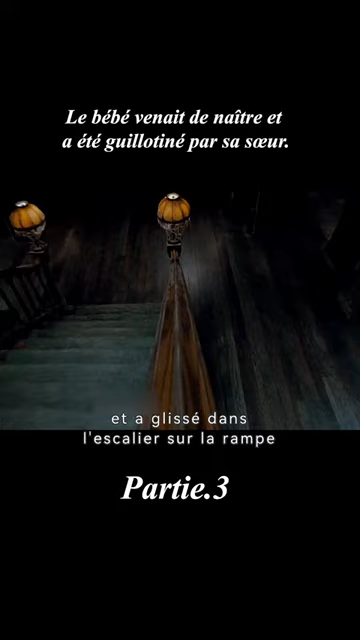 Le bébé venait de naître et
a été guillotiné par sa sœur.
et a glissé dans
l'escalier sur la rampe
Partie.3